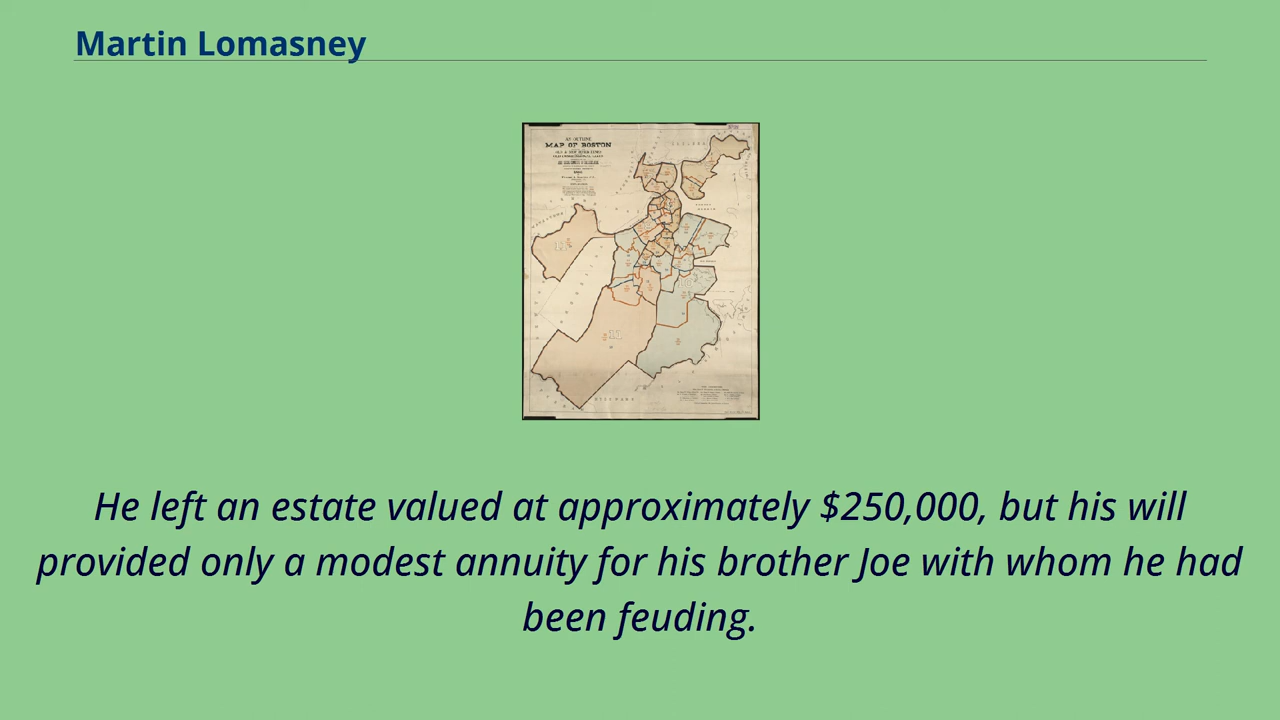 Martin Lomasney
MAP OF BOSTON
He left an estate valued at approximately $250,000, but his will
provided only a modest annuity for his brother Joe with whom he had
been feuding.